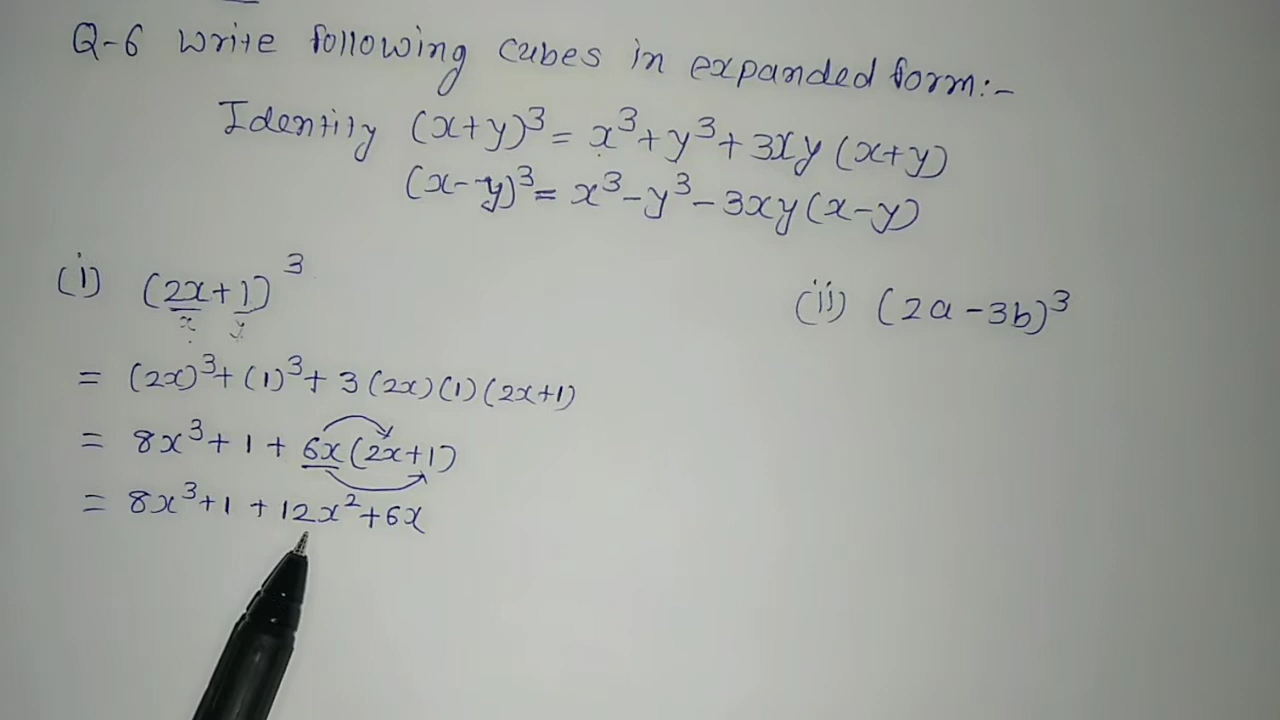 Q-6 Write following cubes in expanded form:-
Identity (x+y)³ = x³+y³+3xy(x+y)
(x-y)³ = x³-y³-3xy(x-y)
(i) (2x+1)³
x y
= (2x)³+(1)³+3(2x)(1)(2x+1)
= 8x³+1+6x(2x+1)
= 8x³+1+12x²+6x
(ii) (2a-3b)³